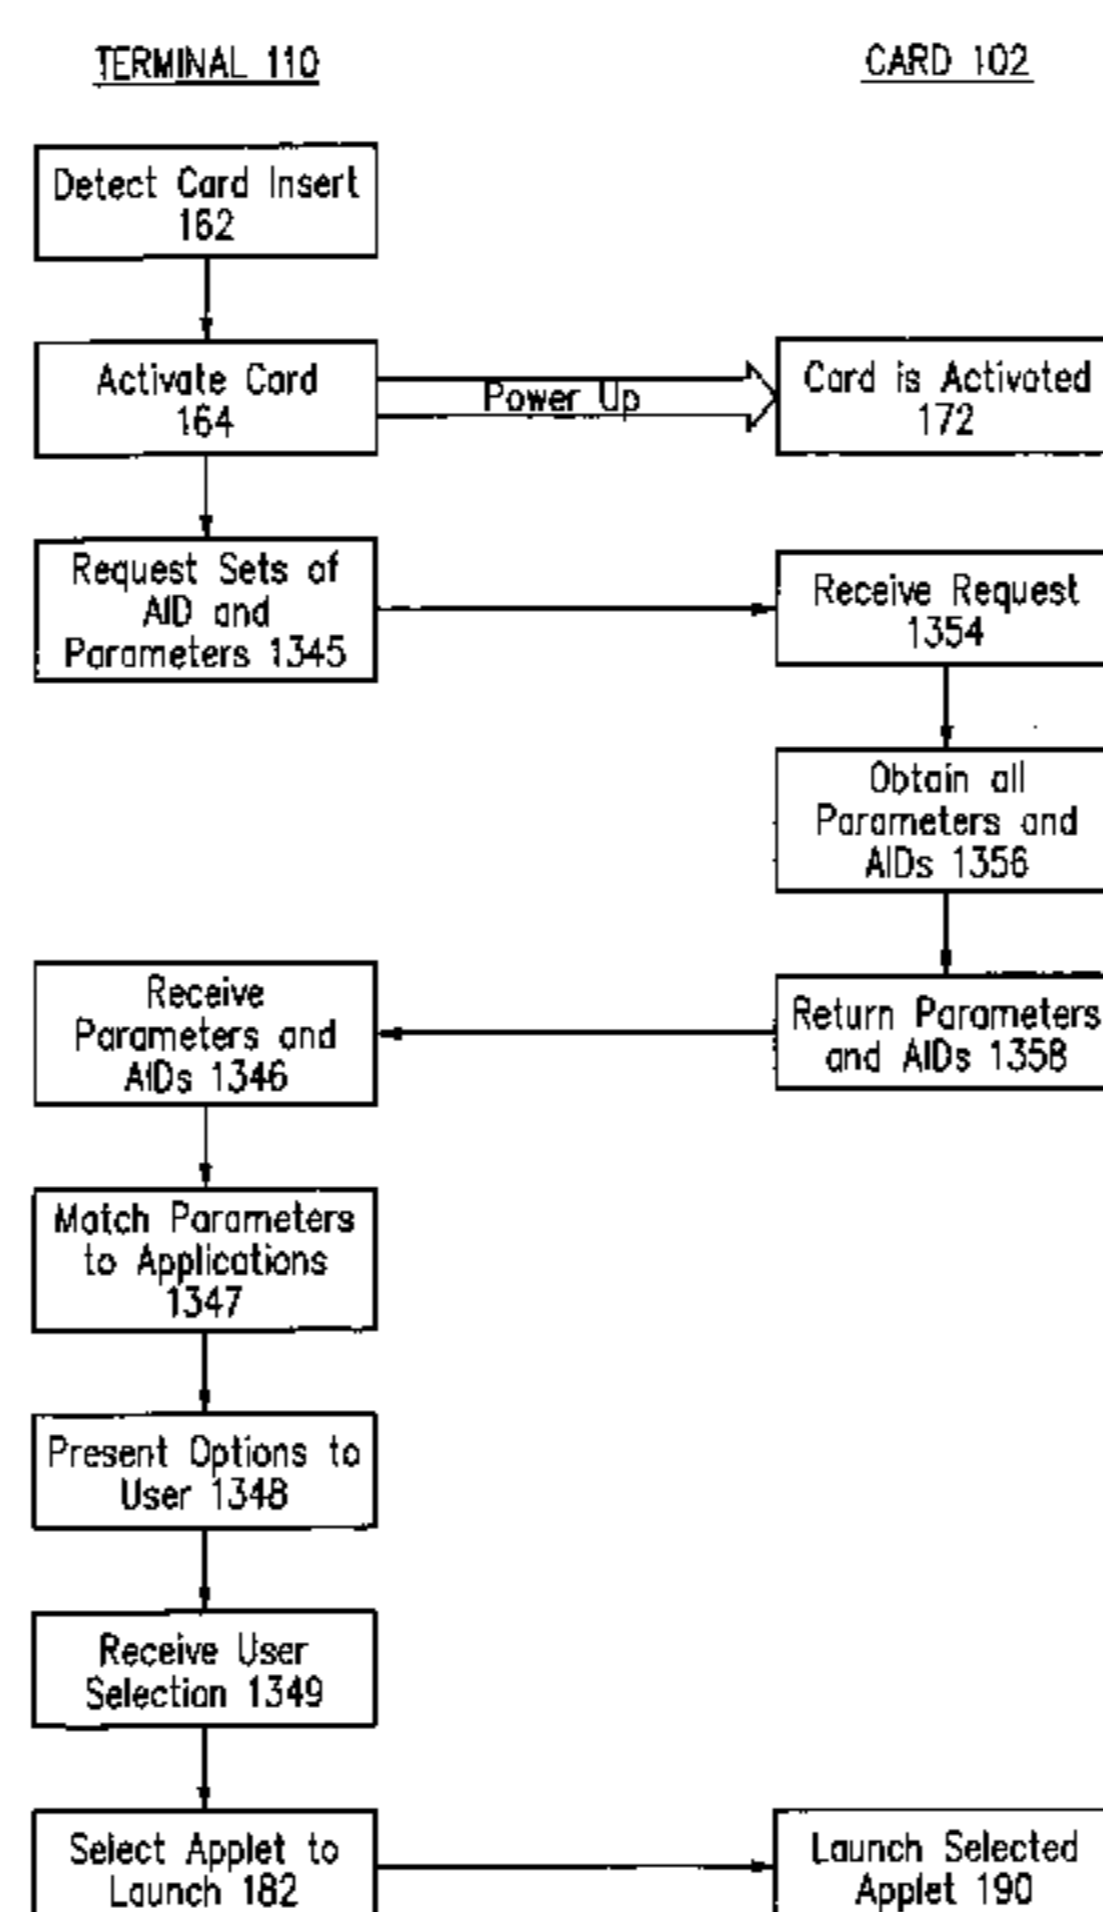 TERMINAL 110
CARD 102
Detect Card Insert
162
Activate Card
164
Power Up
Card is Activated
172
Request Sets of
AID and
Parameters 1345
Receive Request
1354
Obtain all
Parameters and
AIDs 1356
Return Parameters
and AIDs 1358
Receive
Parameters and
AIDs 1346
Match Parameters
to Applications
1347
Present Options to
User 1348
Receive User
Selection 1349
Select Applet to
Launch 182
Launch Selected
Applet 190